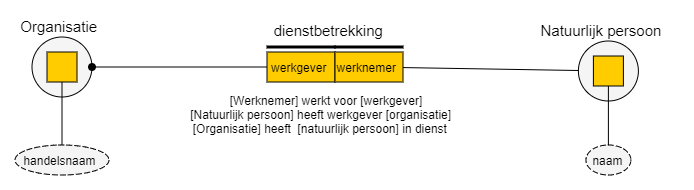 Organisatie
dienstbetrekking
Natuurlijk persoon
werkgever
werknemer
[Werknemer] werkt voor [werkgever]
[Natuurlijk persoon] heeft werkgever [organisatie]
[Organisatie] heeft [natuurlijk persoon] in dienst
handelsnaam
naam